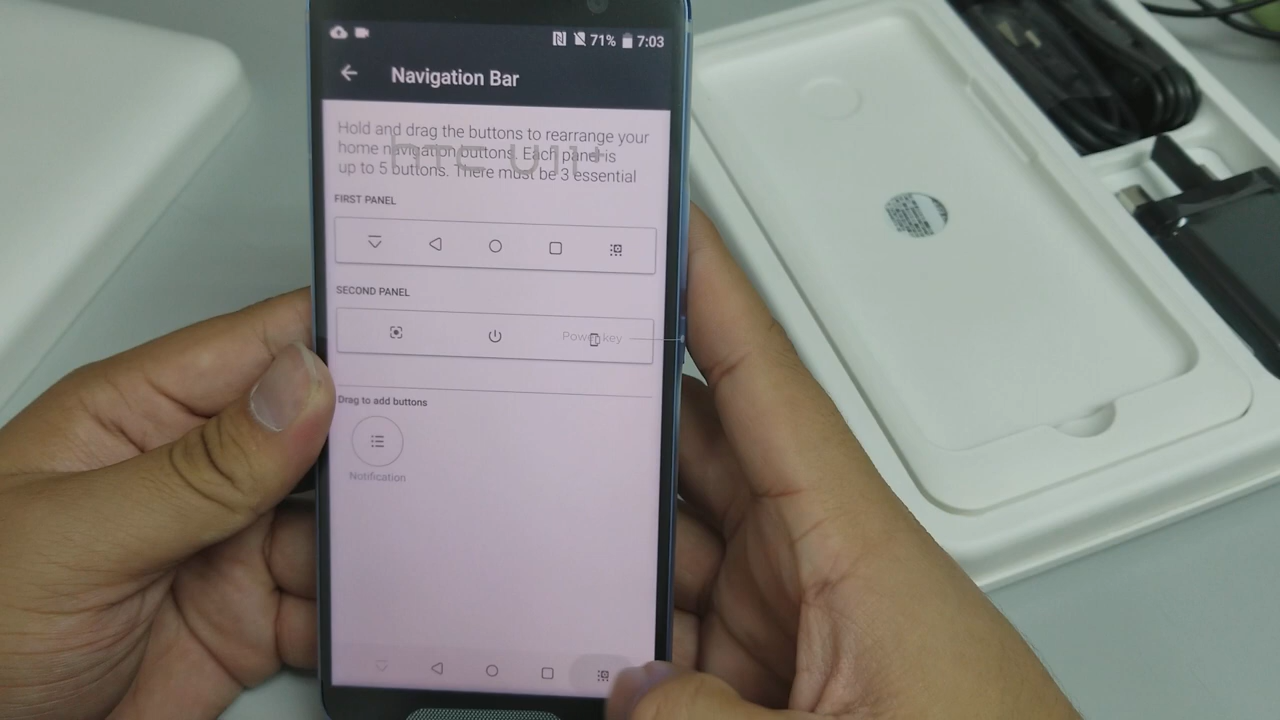 71% 7:03
Navigation Bar
Hold and drag the buttons to rearrange your
home navigation buttons. Each panel is
up to 5 buttons. There must be 3 essential
htc U11+
FIRST PANEL
SECOND PANEL
Power key
Drag to add buttons
Notification